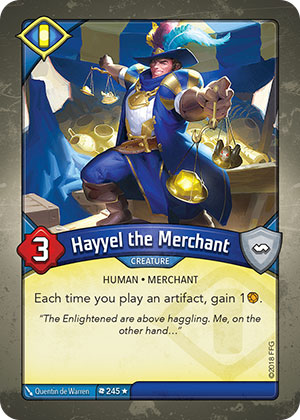 3
Hayyel the Merchant
CREATURE
HUMAN • MERCHANT
Each time you play an artifact, gain 1.
“The Enlightened are above haggling. Me, on the
other hand…”
Quentin de Warren
245 ★
©2018 FFG